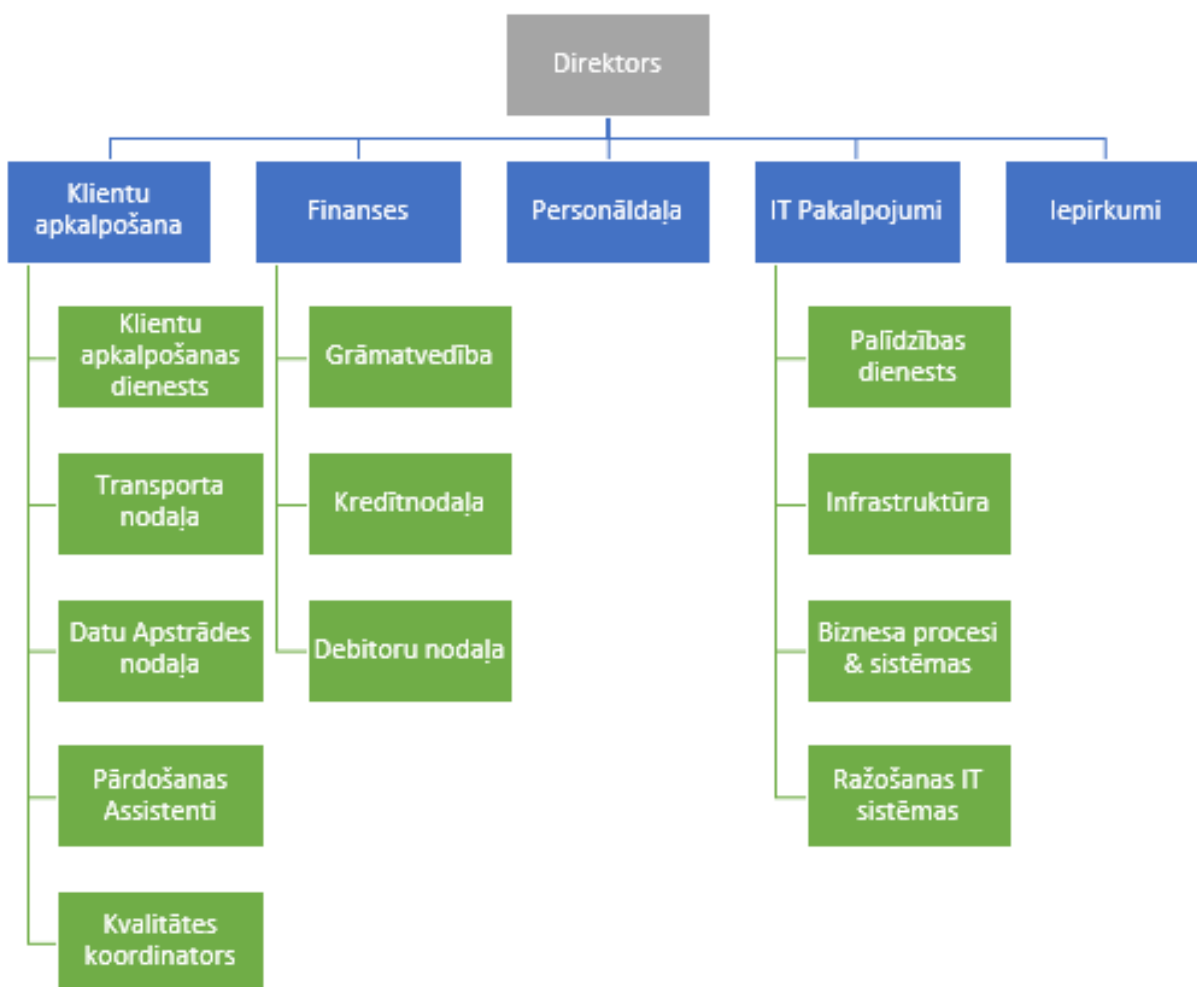 Direktors
Klientu
apkalpošana
Finanses
Personāldaļa
IT Pakalpojumi
Iepirkumi
Klientu
apkalpošanas
dienests
Transporta
nodaļa
Datu Apstrādes
nodaļa
Pārdošanas
Assistenti
Kvalitātes
koordinators
Grāmatvedība
Kredītnodaļa
Debitoru nodaļa
Palīdzības
dienests
Infrastruktūra
Biznesa procesi
& sistēmas
Ražošanas IT
sistēmas